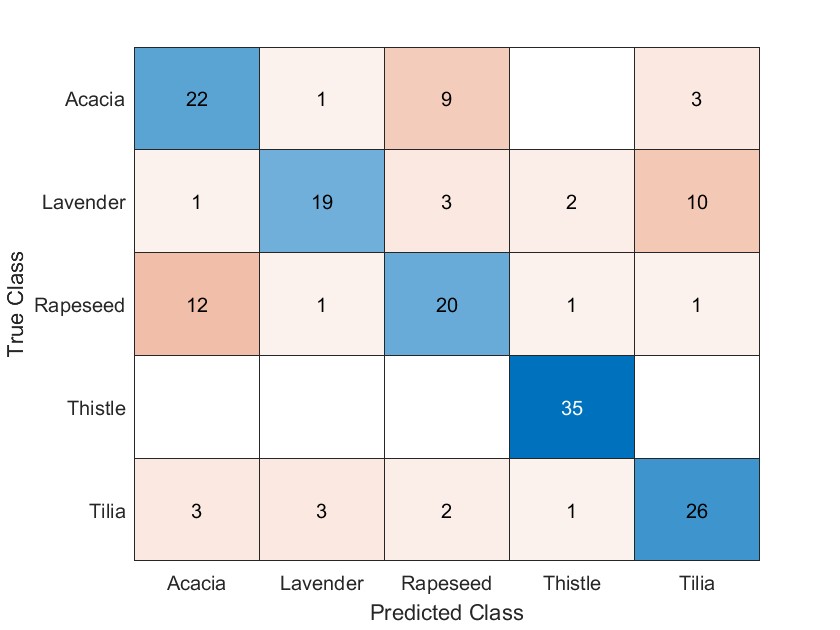 Acacia 22 1 9 3
Lavender 1 19 3 2 10
Rapeseed 12 1 20 1 1
Thistle 35
Tilia 3 3 2 1 26
Acacia Lavender Rapeseed Thistle Tilia
Predicted Class
True Class